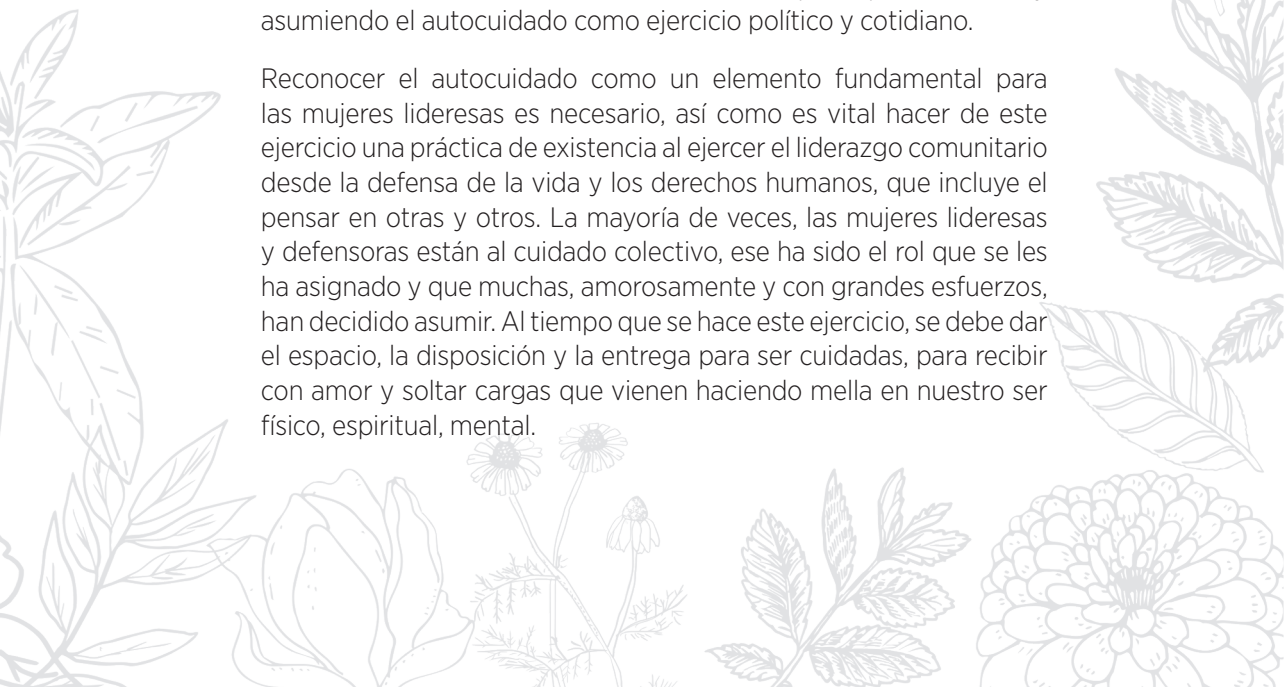 asumiendo el autocuidado como ejercicio político y cotidiano.
Reconocer el autocuidado como un elemento fundamental para
las mujeres lideresas es necesario, así como es vital hacer de este
ejercicio una práctica de existencia al ejercer el liderazgo comunitario
desde la defensa de la vida y los derechos humanos, que incluye el
pensar en otras y otros. La mayoría de veces, las mujeres lideresas
y defensoras están al cuidado colectivo, ese ha sido el rol que se les
ha asignado y que muchas, amorosamente y con grandes esfuerzos,
han decidido asumir. Al tiempo que se hace este ejercicio, se debe dar
el espacio, la disposición y la entrega para ser cuidadas, para recibir
con amor y soltar cargas que vienen haciendo mella en nuestro ser
físico, espiritual, mental.